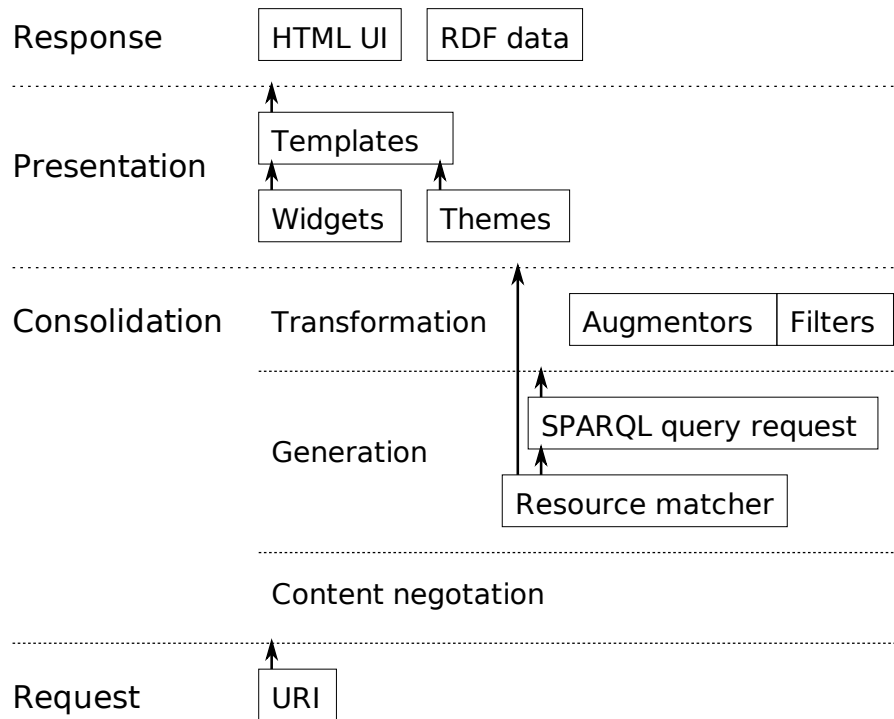 Response
HTML UI
RDF data
Presentation
Templates
Widgets
Themes
Consolidation
Transformation
Augmentors
Filters
Generation
SPARQL query request
Resource matcher
Content negotation
Request
URI